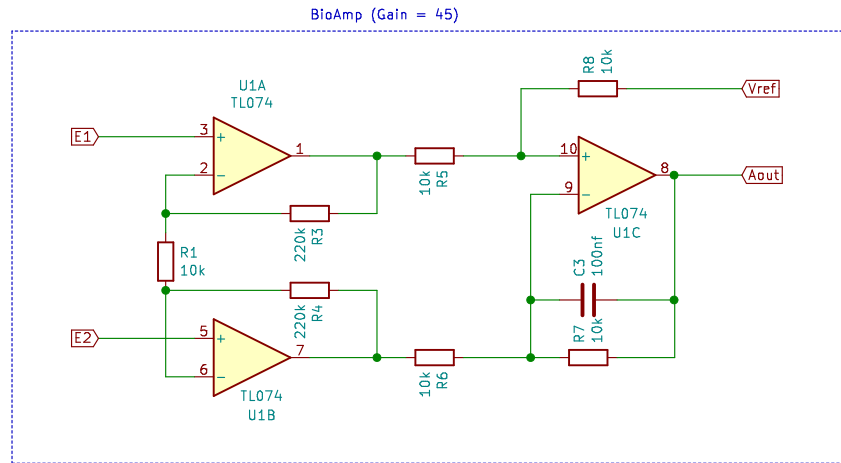 BioAmp (Gain = 45)
R8
10k
Vref
U1A
TL074
E1
3
+
1
2
-
10
+
8
9
-
Aout
R5
10k
TL074
U1C
R3
220k
R1
10k
C3
100nf
R4
220k
R7
10k
E2
5
+
7
6
-
R6
10k
TL074
U1B